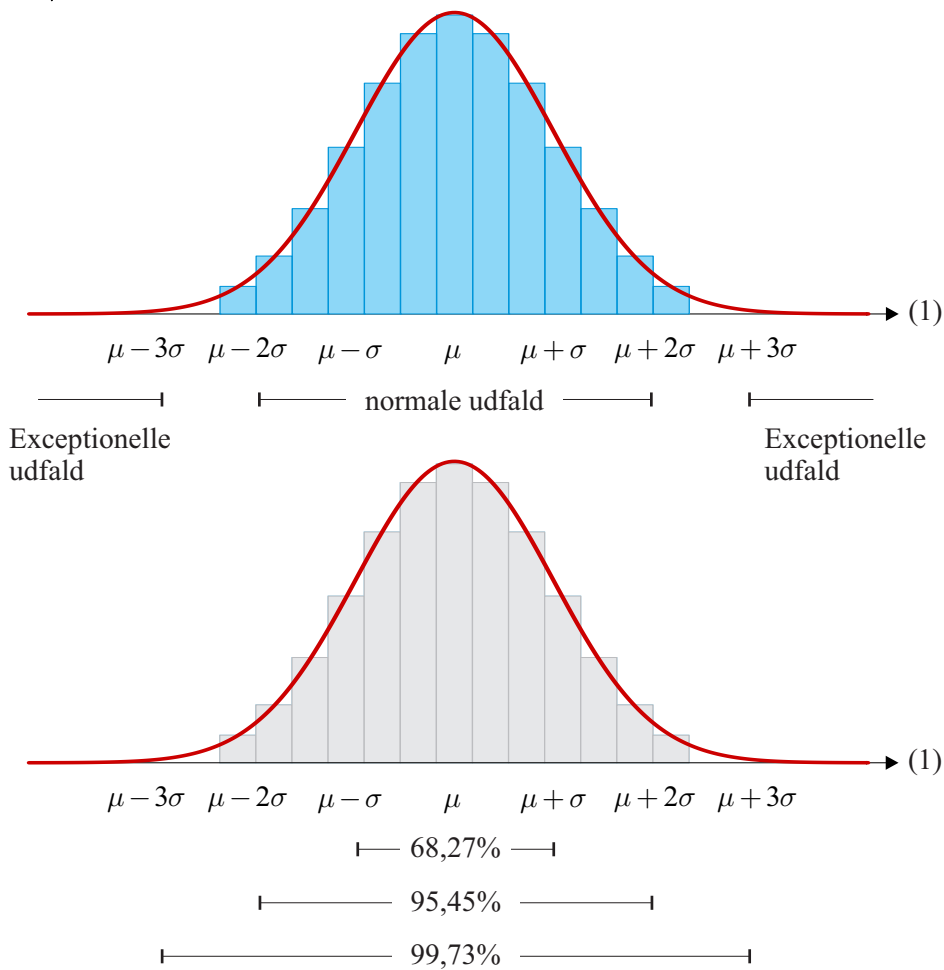 (1)
μ − 3σ μ − 2σ μ − σ μ μ + σ μ + 2σ μ + 3σ
normale udfald
Exceptionelle
udfald
Exceptionelle
udfald
(1)
μ − 3σ μ − 2σ μ − σ μ μ + σ μ + 2σ μ + 3σ
68,27%
95,45%
99,73%